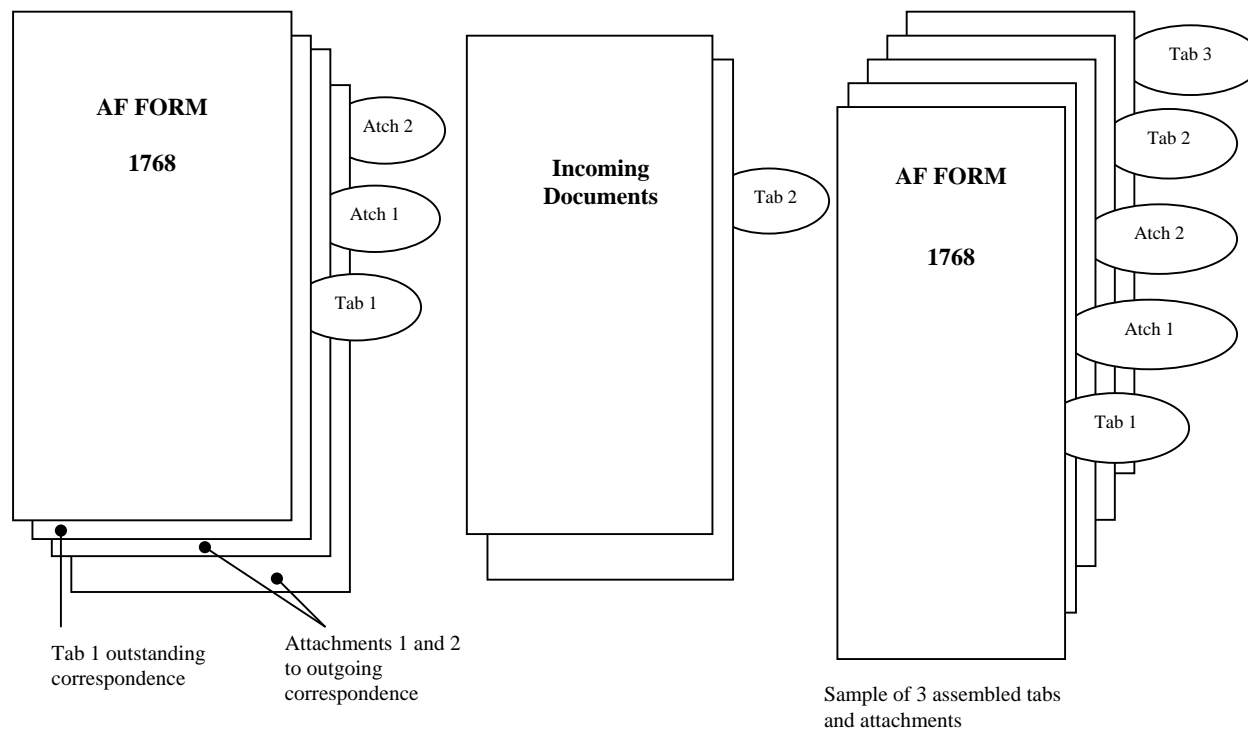 AF FORM
1768
Atch 2
Atch 1
Tab 1
Tab 1 outstanding
correspondence
Attachments 1 and 2
to outgoing
correspondence
Incoming
Documents
Tab 2
Tab 3
Tab 2
Atch 2
Atch 1
Tab 1
AF FORM
1768
Sample of 3 assembled tabs
and attachments